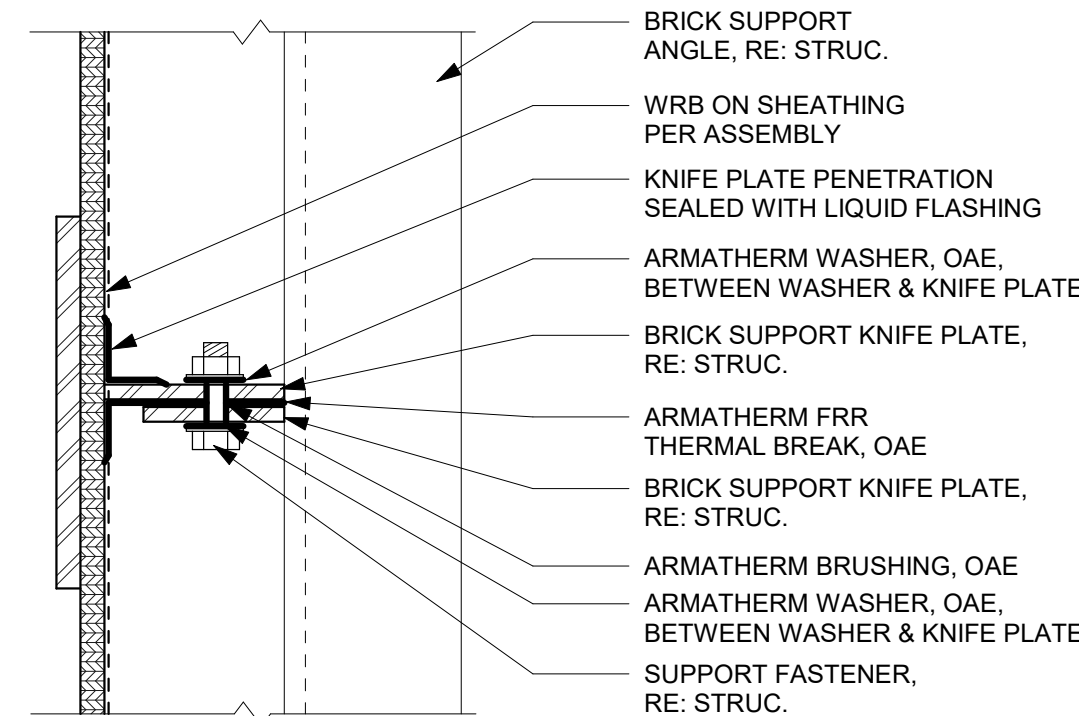 BRICK SUPPORT
ANGLE, RE: STRUC.
WRB ON SHEATHING
PER ASSEMBLY
KNIFE PLATE PENETRATION
SEALED WITH LIQUID FLASHING
ARMATHERM WASHER, OAE,
BETWEEN WASHER & KNIFE PLATE
BRICK SUPPORT KNIFE PLATE,
RE: STRUC.
ARMATHERM FRR
THERMAL BREAK, OAE
BRICK SUPPORT KNIFE PLATE,
RE: STRUC.
ARMATHERM BRUSHING, OAE
ARMATHERM WASHER, OAE,
BETWEEN WASHER & KNIFE PLATE
SUPPORT FASTENER,
RE: STRUC.